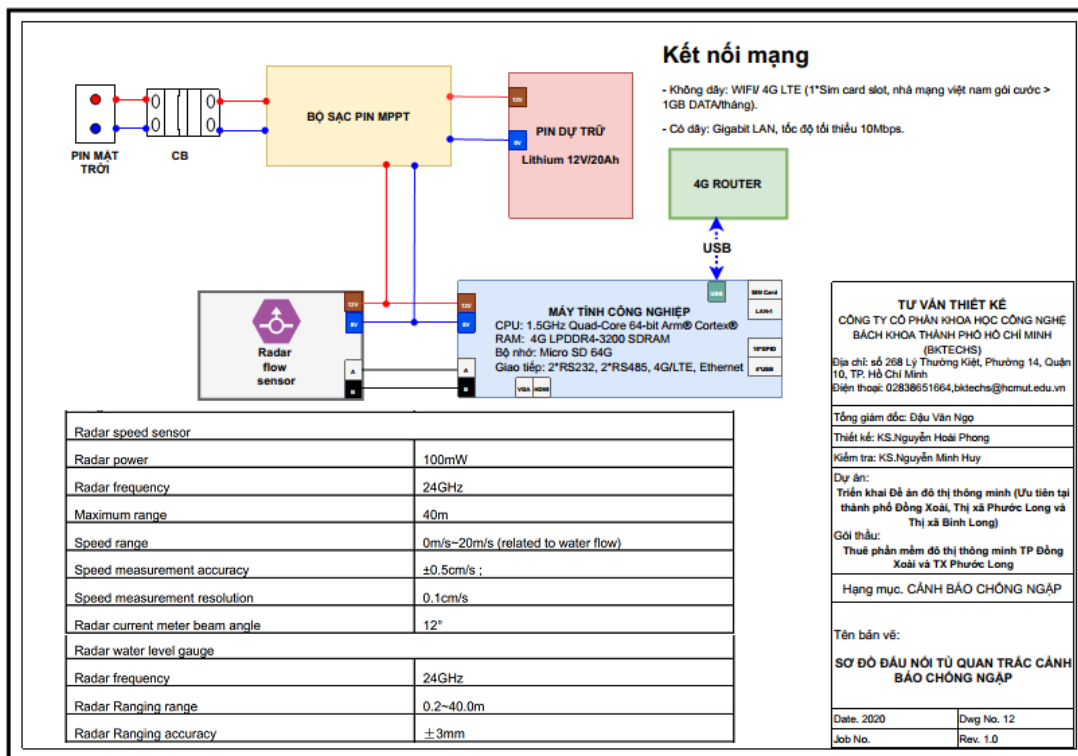 Kết nối mạng
- Không dây: WIFI/ 4G LTE (1*Sim card slot, nhà mạng việt nam gói cước >
1GB DATA/tháng).
- Có dây: Gigabit LAN, tốc độ tối thiểu 10Mbps.
PIN MẶT
TRỜI
CB
BỘ SẠC PIN MPPT
12V
0V
PIN DỰ TRỮ
Lithium 12V/20Ah
4G ROUTER
USB
Radar
flow
sensor
12V
0V
A
B
12V
0V
A
B
USB
SIM Card
LAN-1
10*GPIO
4*USB
VGA
HDMI
MÁY TÍNH CÔNG NGHIỆP
CPU: 1.5GHz Quad-Core 64-bit Arm® Cortex®
RAM: 4G LPDDR4-3200 SDRAM
Bộ nhớ: Micro SD 64G
Giao tiếp: 2*RS232, 2*RS485, 4G/LTE, Ethernet
Radar speed sensor
Radar power 100mW
Radar frequency 24GHz
Maximum range 40m
Speed range 0m/s~20m/s (related to water flow)
Speed measurement accuracy ±0.5cm/s ;
Speed measurement resolution 0.1cm/s
Radar current meter beam angle 12°
Radar water level gauge
Radar frequency 24GHz
Radar Ranging range 0.2~40.0m
Radar Ranging accuracy ±3mm
TƯ VẤN THIẾT KẾ
CÔNG TY CỔ PHẦN KHOA HỌC CÔNG NGHỆ
BÁCH KHOA THÀNH PHỐ HỒ CHÍ MINH
(BKTECHS)
Địa chỉ: số 268 Lý Thường Kiệt, Phường 14, Quận
10, TP. Hồ Chí Minh
Điện thoại: 02838651664,bktechs@hcmut.edu.vn
Tổng giám đốc: Đậu Văn Ngọ
Thiết kế: KS.Nguyễn Hoài Phong
Kiểm tra: KS.Nguyễn Minh Huy
Dự án:
Triển khai Đề án đô thị thông minh (Ưu tiên tại
thành phố Đồng Xoài, Thị xã Phước Long và
Thị xã Bình Long)
Gói thầu:
Thuê phần mềm đô thị thông minh TP Đồng
Xoài và TX Phước Long
Hạng mục. CẢNH BÁO CHỐNG NGẬP
Tên bản vẽ:
SƠ ĐỒ ĐẤU NỐI TỦ QUAN TRẮC CẢNH
BÁO CHỐNG NGẬP
Date. 2020 Dwg No. 12
Job No. Rev. 1.0